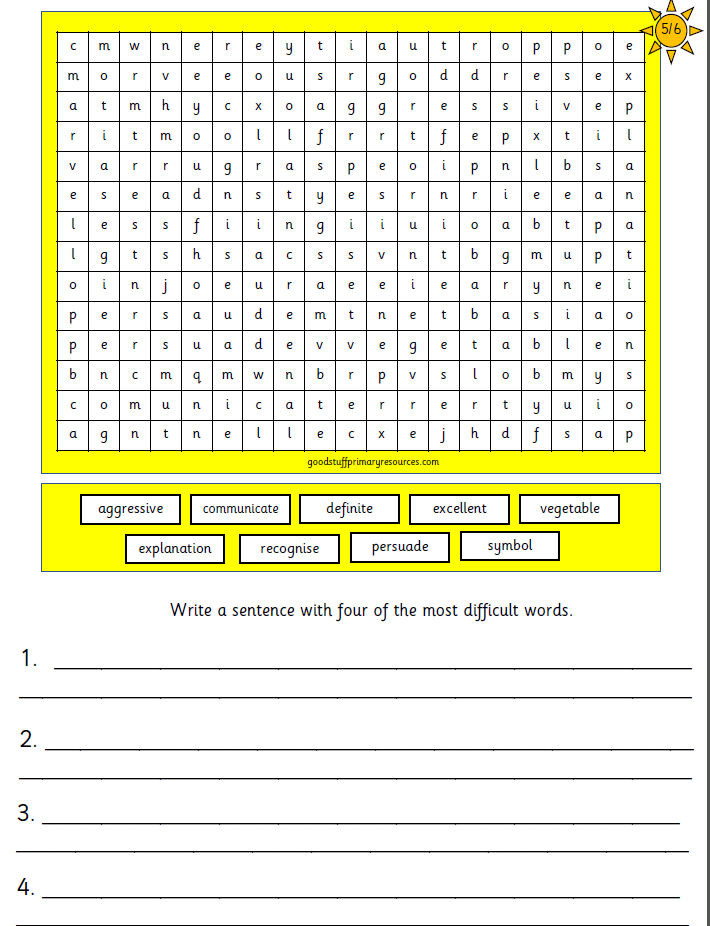 5/6
c m w n e r e y t i a u t r o p p o e
m o r v e e o u s r g o d d r e s e x
a t m h y c x o a g g r e s s i v e p
r i t m o o l l f r r t f e p x t i l
v a r r u g r a s p e o i p n l b s a
e s e a d n s t y e s r n r i e e a n
l e s s f i i n g i i u i o a b t p a
l g t s h s a c s s v n t b g m u p t
o i n j o e u r a e e i e a r y n e i
p e r s a u d e m t n e t b a s i a o
p e r s u a d e v v e g e t a b l e n
b n c m q m w n b r p v s l o b m y s
c o m u n i c a t e r r e r t y u i o
a g n t n e l l e c x e j h d f s a p
goodstuffprimaryresources.com
aggressive communicate definite excellent vegetable
explanation recognise persuade symbol
Write a sentence with four of the most difficult words.
1.
2.
3.
4.